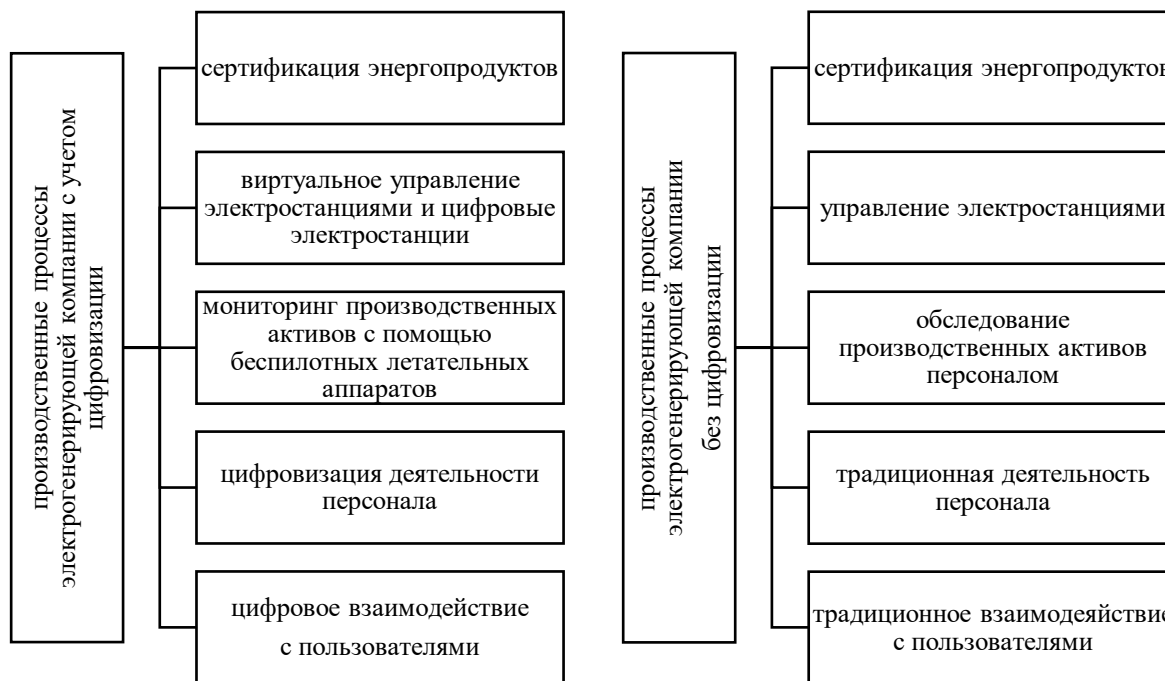 производственные процессы
электрогенерирующей компании с учетом
цифровизации
сертификация энергопродуктов
виртуальное управление
электростанциями и цифровые
электростанции
мониторинг производственных
активов с помощью
беспилотных летательных
аппаратов
цифровизация деятельности
персонала
цифровое взаимодействие
с пользователями
производственные процессы
электрогенерирующей компании
без цифровизации
сертификация энергопродуктов
управление электростанциями
обследование
производственных активов
персоналом
традиционная деятельность
персонала
традиционное взаимодеяйствие
с пользователями